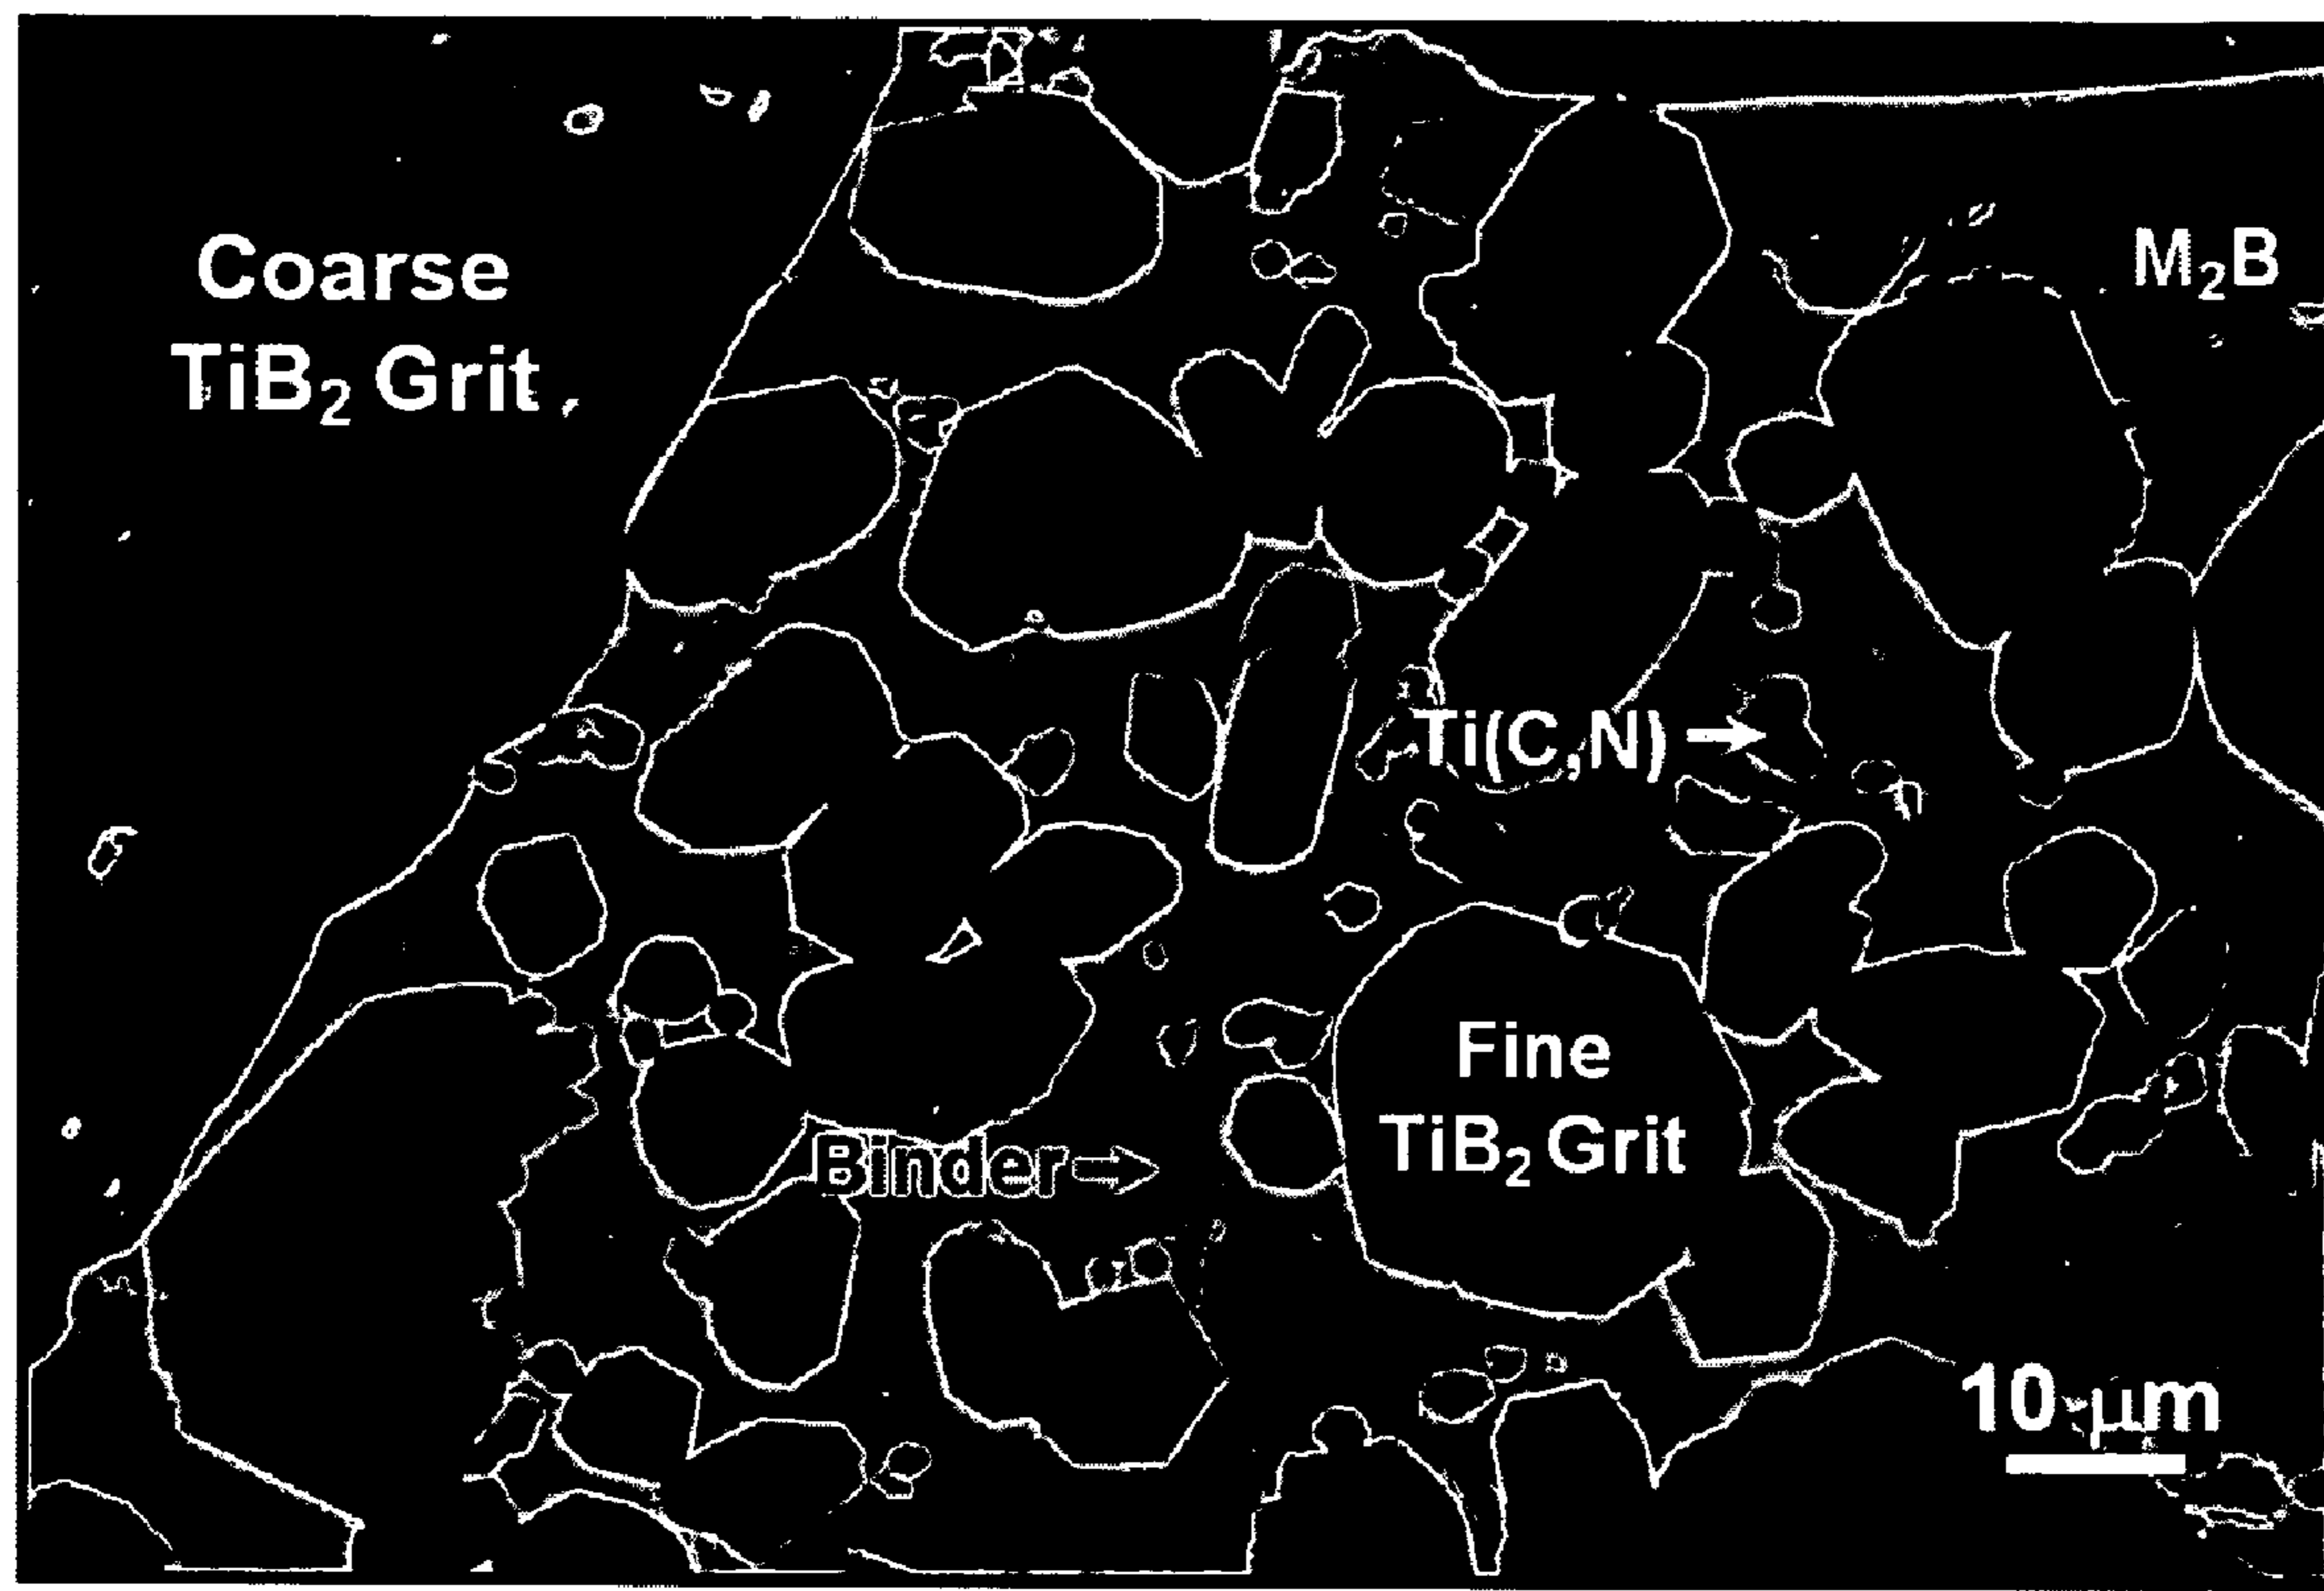 Coarse
TiB₂ Grit
M₂B
Ti(C,N)
Fine
TiB₂ Grit
Binder
10 μm